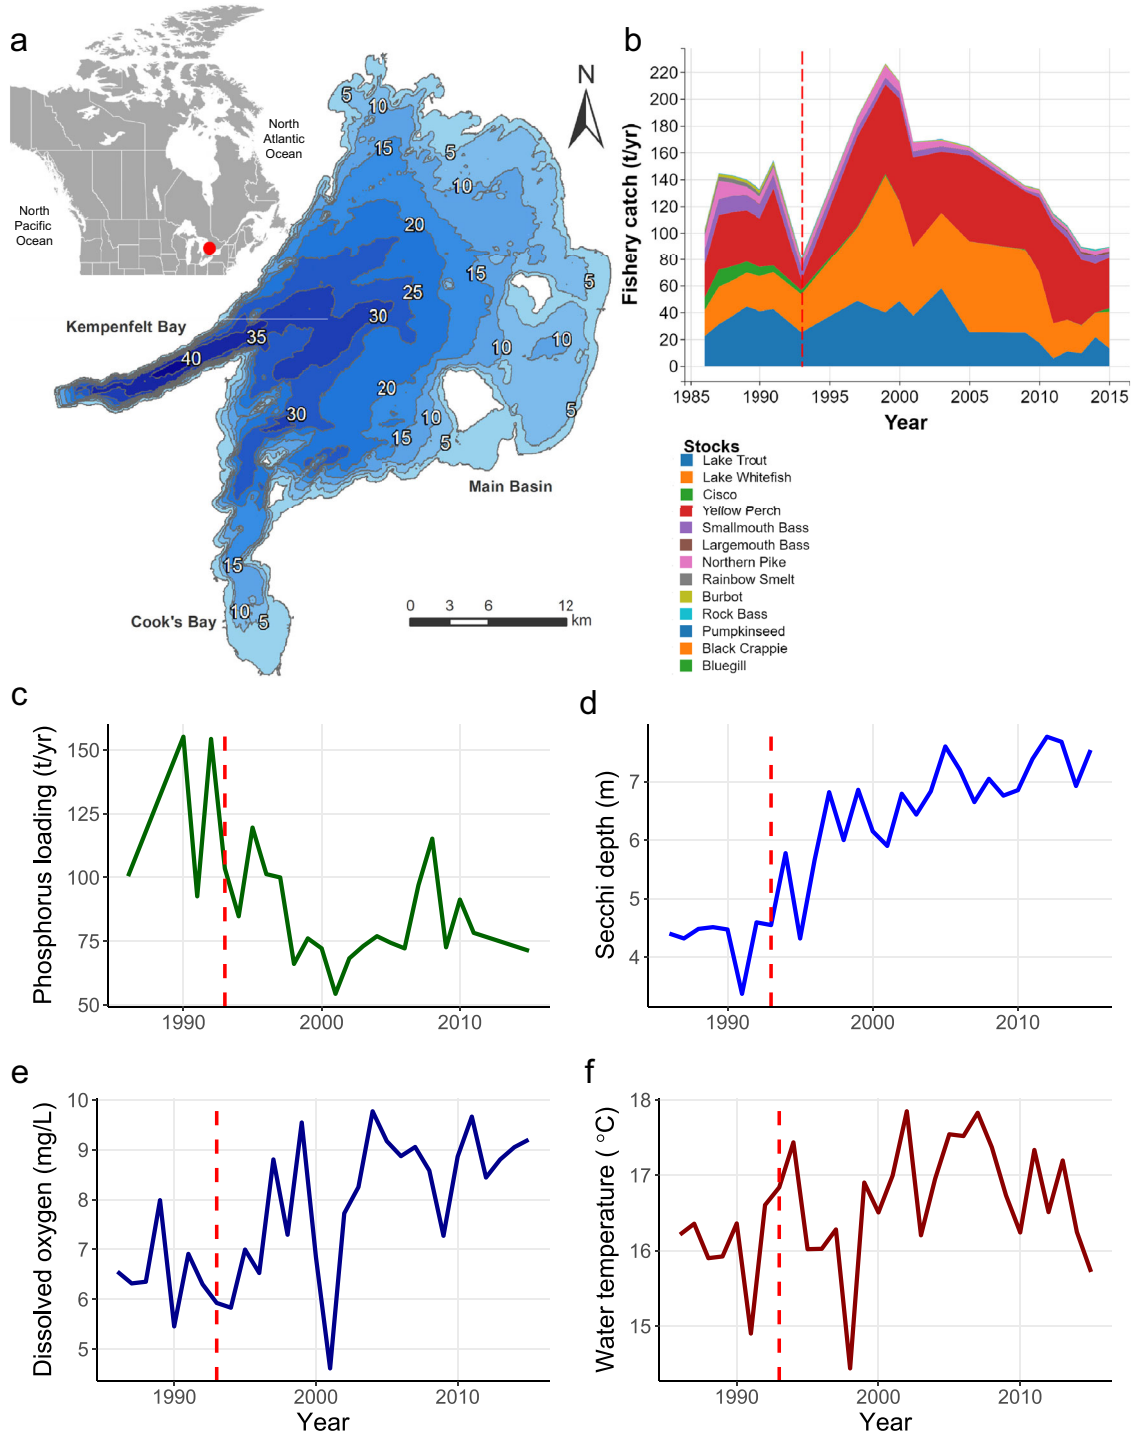 a
North
Atlantic
Ocean
North
Pacific
Ocean
N
5
10
15
5
10
20
15
5
25
30
10
10
Kempenfelt Bay
35
40
20
30
10
15
5
5
Main Basin
15
10
5
Cook's Bay
0 3 6 12
km
b
Fishery catch (t/yr)
220
200
180
160
140
120
100
80
60
40
20
0
1985 1990 1995 2000 2005 2010 2015
Year
Stocks
Lake Trout
Lake Whitefish
Cisco
Yellow Perch
Smallmouth Bass
Largemouth Bass
Northern Pike
Rainbow Smelt
Burbot
Rock Bass
Pumpkinseed
Black Crappie
Bluegill
c
Phosphorus loading (t/yr)
150
125
100
75
50
1990 2000 2010
d
Secchi depth (m)
7
6
5
4
1990 2000 2010
e
Dissolved oxygen (mg/L)
10
9
8
7
6
5
1990 2000 2010
Year
f
Water temperature ( °C)
18
17
16
15
1990 2000 2010
Year